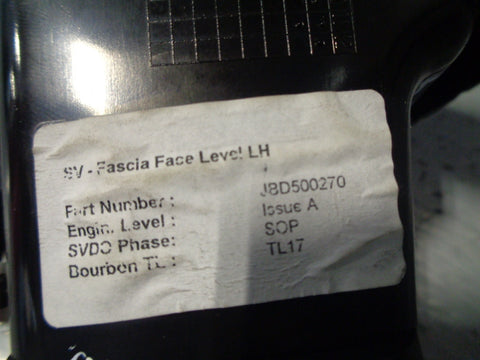 SV - Fascia Face Level LH
Part Number : J8D500270
Engin. Level : Issue A
SVDO Phase: SOP
Bourbon TL : TL17